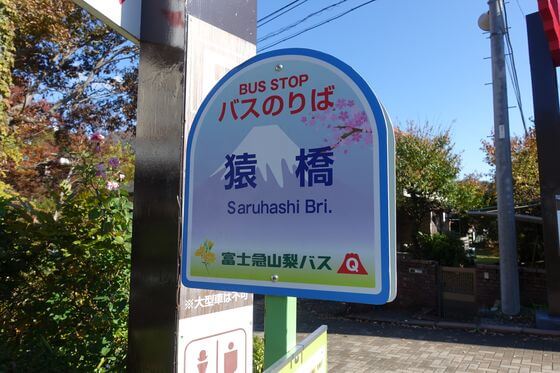 BUS STOP
バスのりば
猿橋
Saruhashi Bri.
富士急山梨バス
※大型車は不可